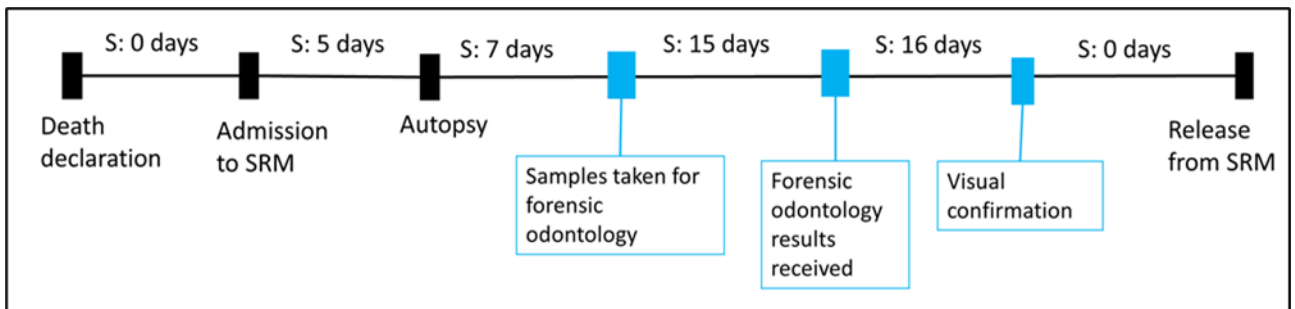 S: 0 days
S: 5 days
S: 7 days
S: 15 days
S: 16 days
S: 0 days
Death
declaration
Admission
to SRM
Autopsy
Samples taken for
forensic
odontology
Forensic
odontology
results
received
Visual
confirmation
Release
from SRM